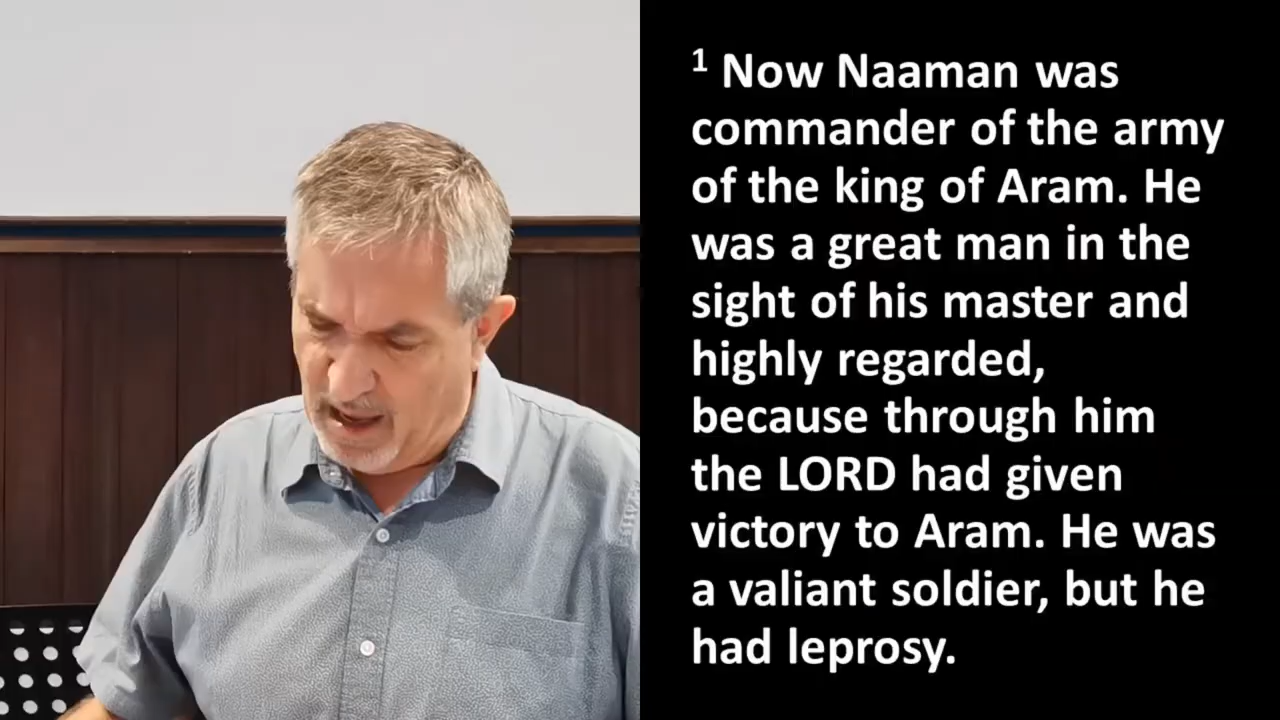 ¹ Now Naaman was
commander of the army
of the king of Aram. He
was a great man in the
sight of his master and
highly regarded,
because through him
the LORD had given
victory to Aram. He was
a valiant soldier, but he
had leprosy.